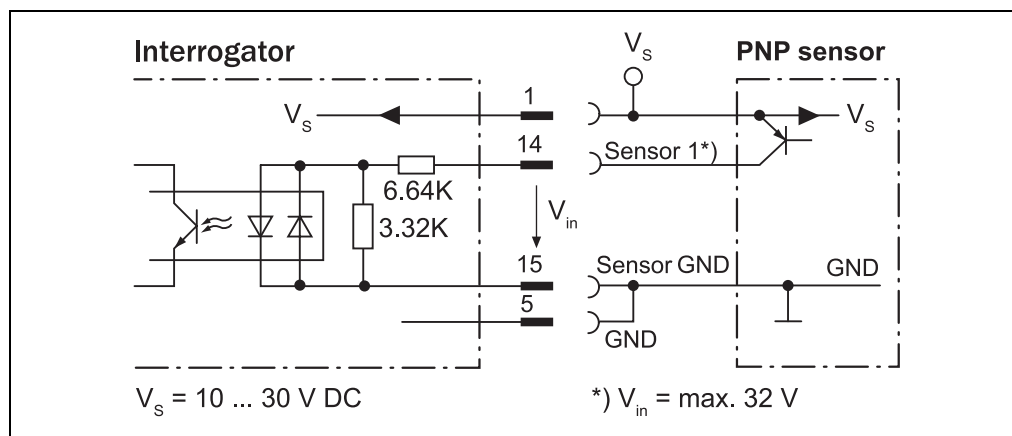 Interrogator
V_S
PNP sensor
V_S
1
V_S
14
Sensor 1*)
6.64K
3.32K
V_in
15
Sensor GND
GND
5
GND
V_S = 10 ... 30 V DC
*) V_in = max. 32 V